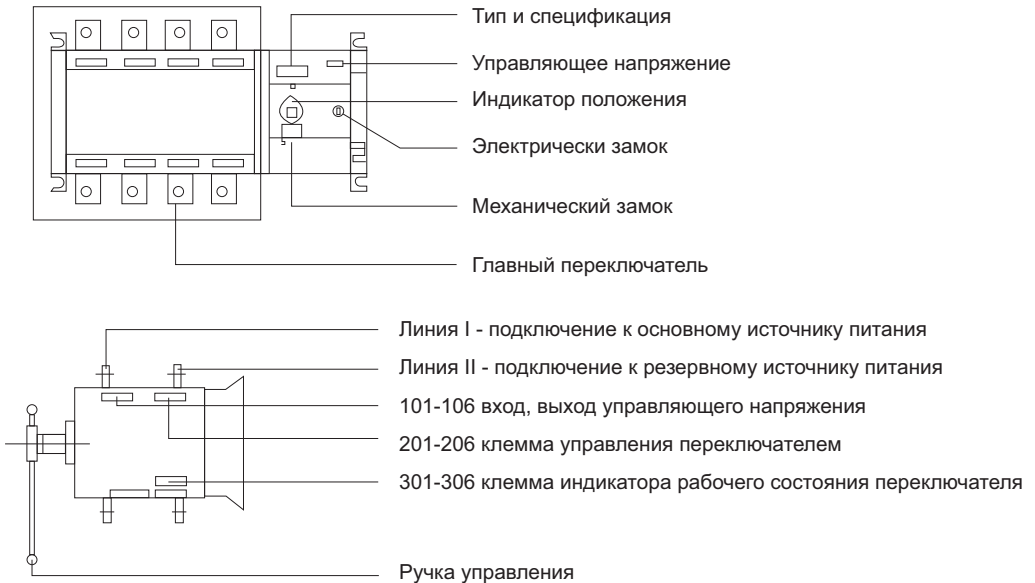 Тип и спецификация
Управляющее напряжение
Индикатор положения
Электрически замок
Механический замок
Главный переключатель
Линия I - подключение к основному источнику питания
Линия II - подключение к резервному источнику питания
101-106 вход, выход управляющего напряжения
201-206 клемма управления переключателем
301-306 клемма индикатора рабочего состояния переключателя
Ручка управления